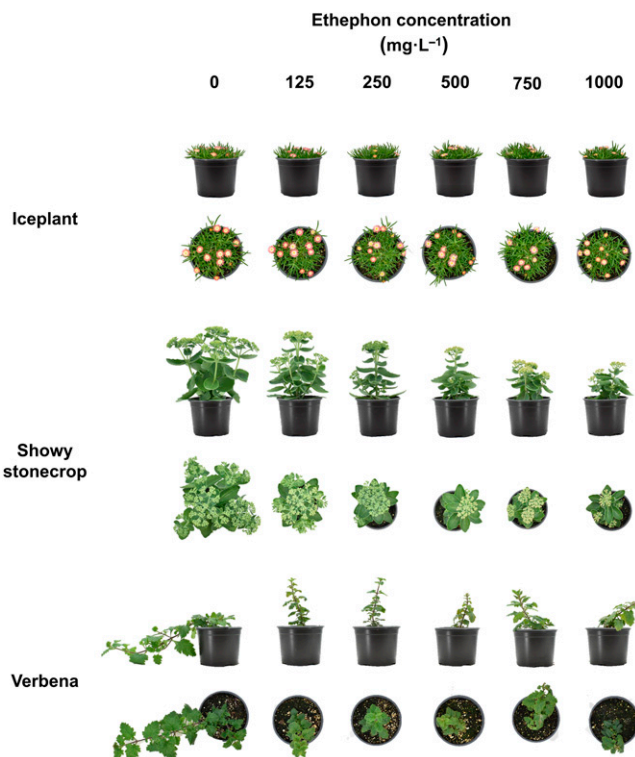 Ethephon concentration
(mg·L⁻¹)
0 125 250 500 750 1000
Iceplant
Showy
stonecrop
Verbena